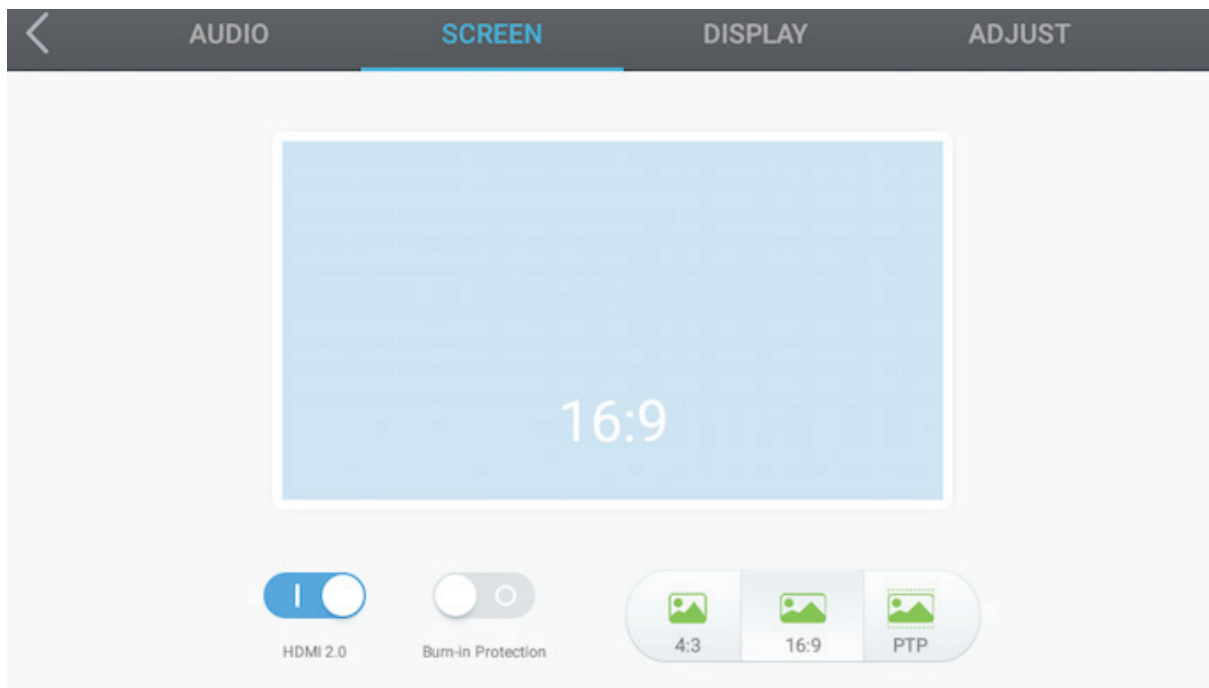 AUDIO SCREEN DISPLAY ADJUST
16:9
HDMI 2.0 Burn-in Protection 4:3 16:9 PTP